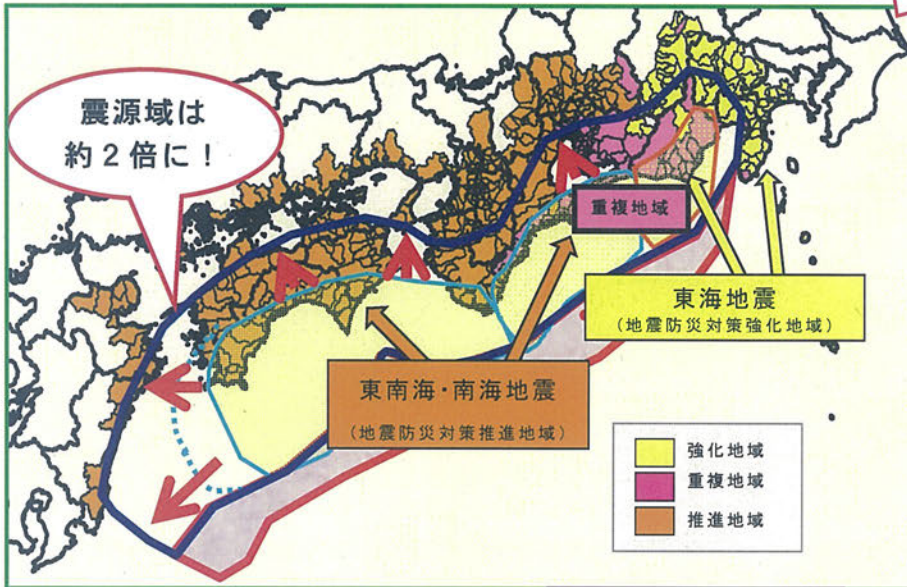 震源域は
約2倍に！
重複地域
東海地震
（地震防災対策強化地域）
東南海・南海地震
（地震防災対策推進地域）
強化地域
重複地域
推進地域